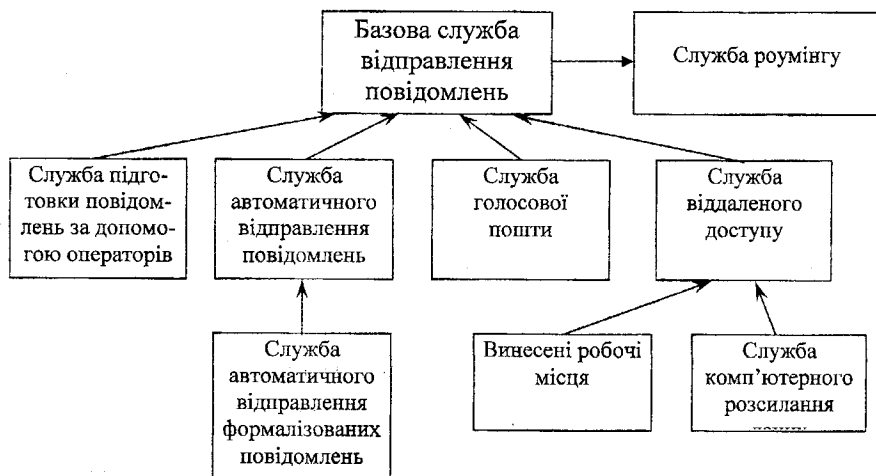 Базова служба
відправлення
повідомлень
Служба роумінгу
Служба підго-
товки повідом-
лень за допомо-
гою операторів
Служба
автоматичного
відправлення
повідомлень
Служба
голосової
пошти
Служба
віддаленого
доступу
Служба
автоматичного
відправлення
формалізованих
повідомлень
Винесені робочі
місця
Служба
комп’ютерного
розсилання